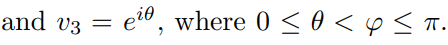 and v₃ = e^{iθ}, where 0 ≤ θ < φ ≤ π.